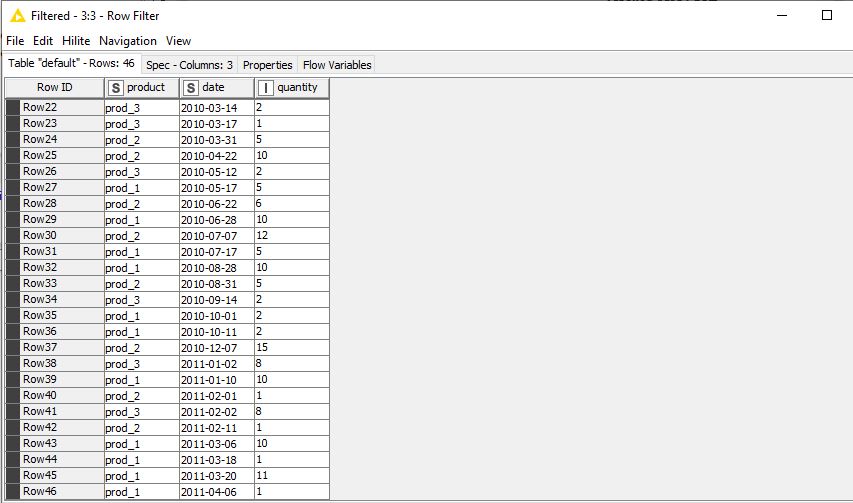 Filtered - 3:3 - Row Filter
File Edit Hilite Navigation View
Table "default" - Rows: 46 Spec - Columns: 3 Properties Flow Variables
Row ID S product S date I quantity
Row22 prod_3 2010-03-14 2
Row23 prod_3 2010-03-17 1
Row24 prod_2 2010-03-31 5
Row25 prod_2 2010-04-22 10
Row26 prod_3 2010-05-12 2
Row27 prod_1 2010-05-17 5
Row28 prod_2 2010-06-22 6
Row29 prod_1 2010-06-28 10
Row30 prod_2 2010-07-07 12
Row31 prod_1 2010-07-17 5
Row32 prod_1 2010-08-28 10
Row33 prod_2 2010-08-31 5
Row34 prod_3 2010-09-14 2
Row35 prod_1 2010-10-01 2
Row36 prod_1 2010-10-11 2
Row37 prod_2 2010-12-07 15
Row38 prod_3 2011-01-02 8
Row39 prod_1 2011-01-10 10
Row40 prod_2 2011-02-01 1
Row41 prod_3 2011-02-02 8
Row42 prod_2 2011-02-11 1
Row43 prod_1 2011-03-06 10
Row44 prod_1 2011-03-18 1
Row45 prod_1 2011-03-20 11
Row46 prod_1 2011-04-06 1